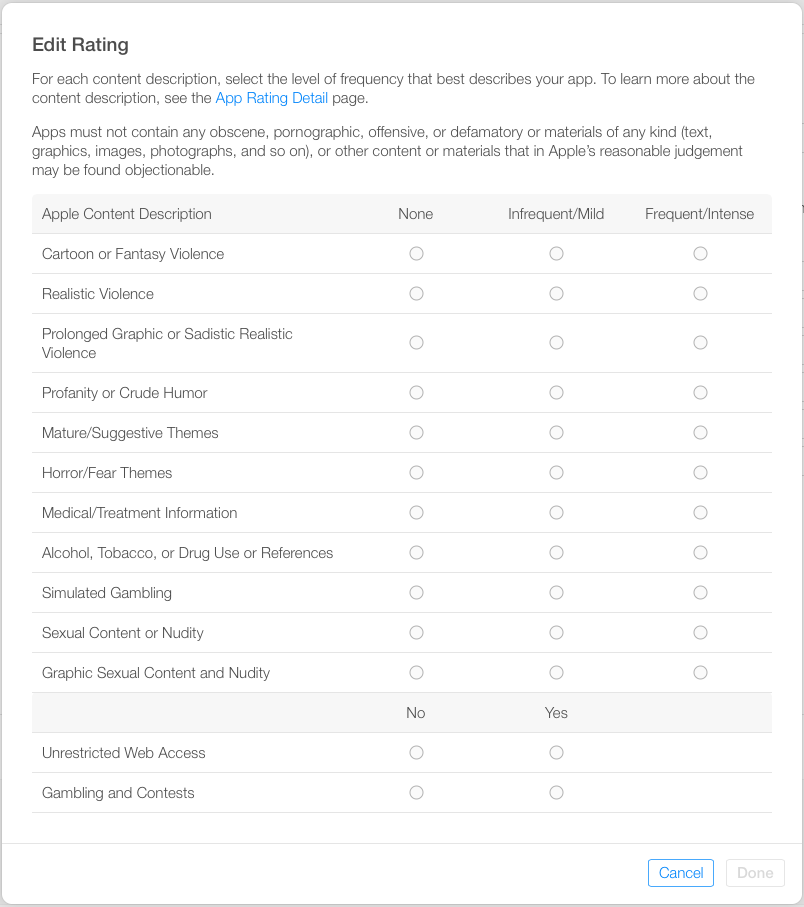 Edit Rating
For each content description, select the level of frequency that best describes your app. To learn more about the
content description, see the App Rating Detail page.
Apps must not contain any obscene, pornographic, offensive, or defamatory or materials of any kind (text,
graphics, images, photographs, and so on), or other content or materials that in Apple's reasonable judgement
may be found objectionable.
Apple Content Description None Infrequent/Mild Frequent/Intense
Cartoon or Fantasy Violence
Realistic Violence
Prolonged Graphic or Sadistic Realistic
Violence
Profanity or Crude Humor
Mature/Suggestive Themes
Horror/Fear Themes
Medical/Treatment Information
Alcohol, Tobacco, or Drug Use or References
Simulated Gambling
Sexual Content or Nudity
Graphic Sexual Content and Nudity
No Yes
Unrestricted Web Access
Gambling and Contests
Cancel Done